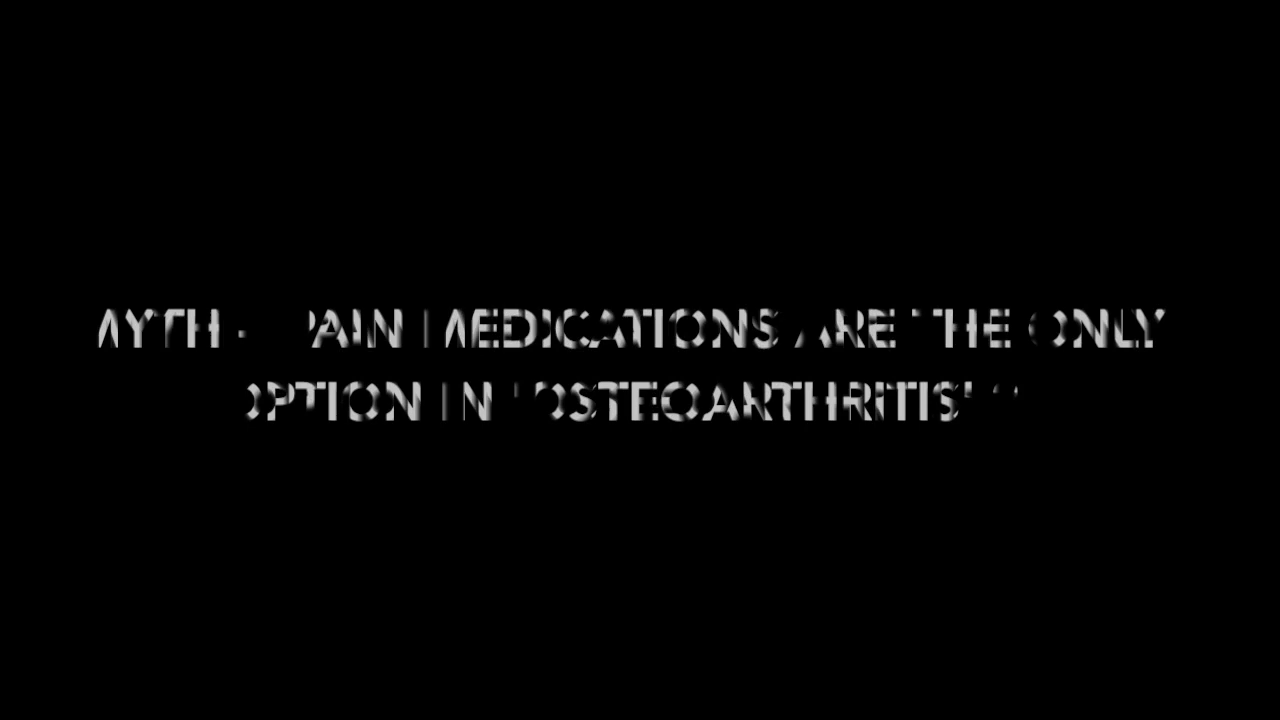 MYTH - PAIN MEDICATIONS ARE THE ONLY
OPTION IN "OSTEOARTHRITIS"